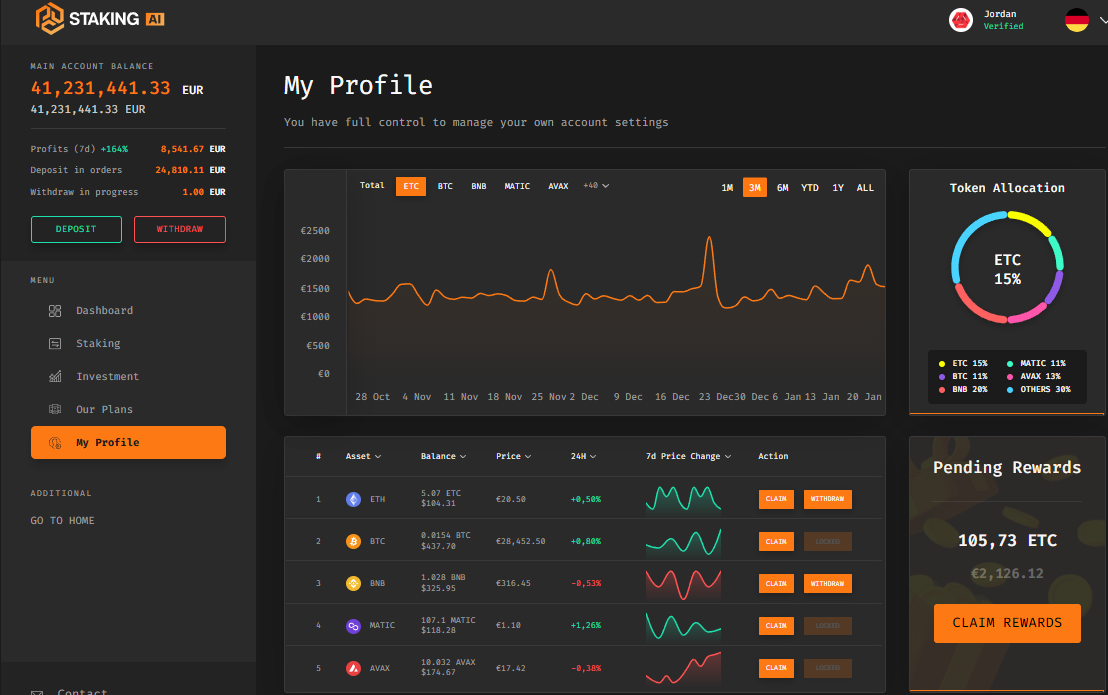 STAKING AI
Jordan
Verified
MAIN ACCOUNT BALANCE
41,231,441.33 EUR
41,231,441.33 EUR
Profits (7d) +164% 8,541.67 EUR
Deposit in orders 24,810.11 EUR
Withdraw in progress 1.00 EUR
DEPOSIT WITHDRAW
MENU
Dashboard
Staking
Investment
Our Plans
My Profile
ADDITIONAL
GO TO HOME
Contact
My Profile
You have full control to manage your own account settings
Total ETC BTC BNB MATIC AVAX +40 1M 3M 6M YTD 1Y ALL
€2500
€2000
€1500
€1000
€500
€0
28 Oct 4 Nov 11 Nov 18 Nov 25 Nov 2 Dec 9 Dec 16 Dec 23 Dec 30 Dec 6 Jan 13 Jan 20 Jan
Token Allocation
ETC
15%
ETC 15% MATIC 11%
BTC 11% AVAX 13%
BNB 20% OTHERS 30%
# Asset Balance Price 24H 7d Price Change Action
1 ETH 5.07 ETC €20.50 +0,50% CLAIM WITHDRAW
$104.31
2 BTC 0.0154 BTC €28,452.50 +0,80% CLAIM LOCKED
$437.70
3 BNB 1.028 BNB €316.45 -0,53% CLAIM WITHDRAW
$325.95
4 MATIC 107.1 MATIC €1.10 +1,26% CLAIM LOCKED
$118.28
5 AVAX 10.032 AVAX €17.42 -0,38% CLAIM LOCKED
$174.67
Pending Rewards
105,73 ETC
€2,126.12
CLAIM REWARDS